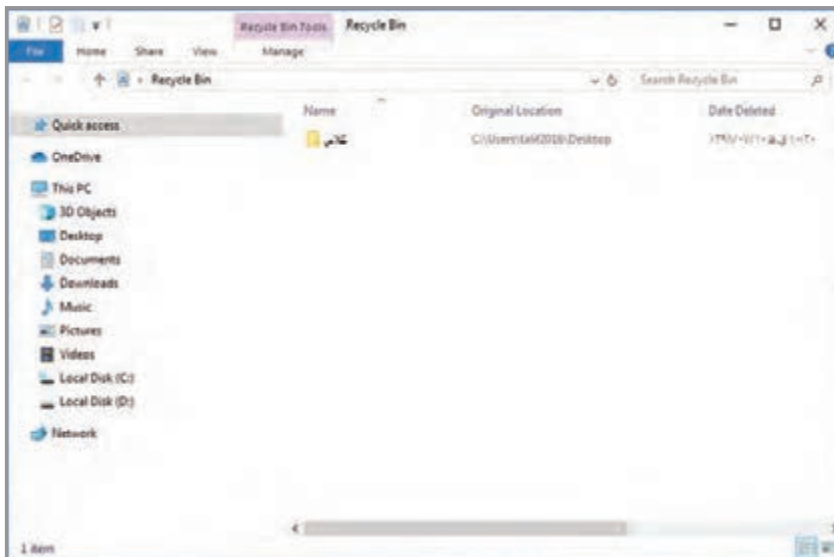 Recycle Bin Tools Recycle Bin
File Home Share View Manage
Recycle Bin Search Recycle Bin
Name Original Location Date Deleted
Quick access
OneDrive
This PC
3D Objects
Desktop
Documents
Downloads
Music
Pictures
Videos
Local Disk (C:)
Local Disk (D:)
Network
1 item